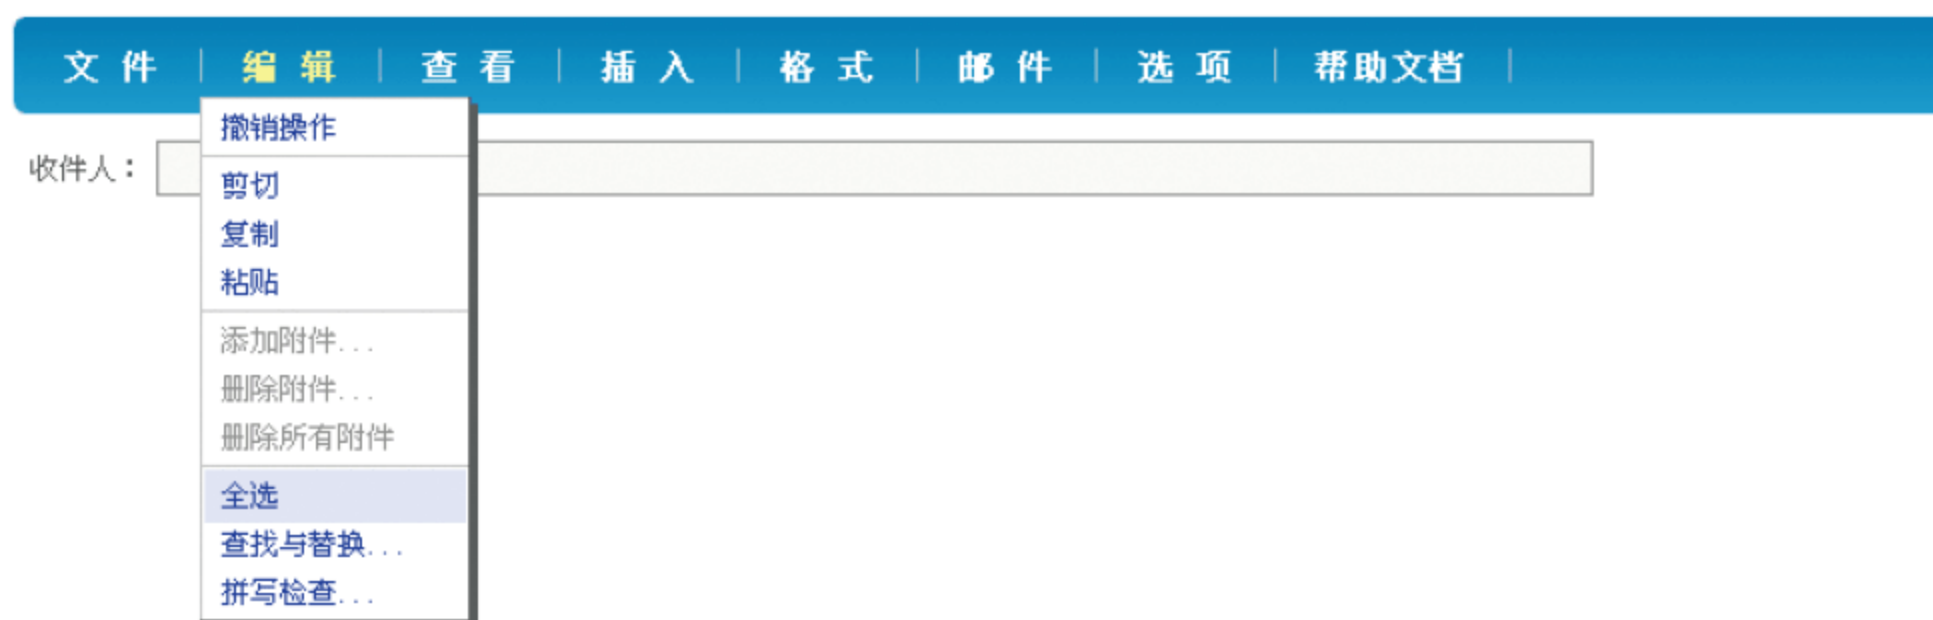 文件 编辑 查看 插入 格式 邮件 选项 帮助文档
撤销操作
收件人：
剪切
复制
粘贴
添加附件...
删除附件...
删除所有附件
全选
查找与替换...
拼写检查...